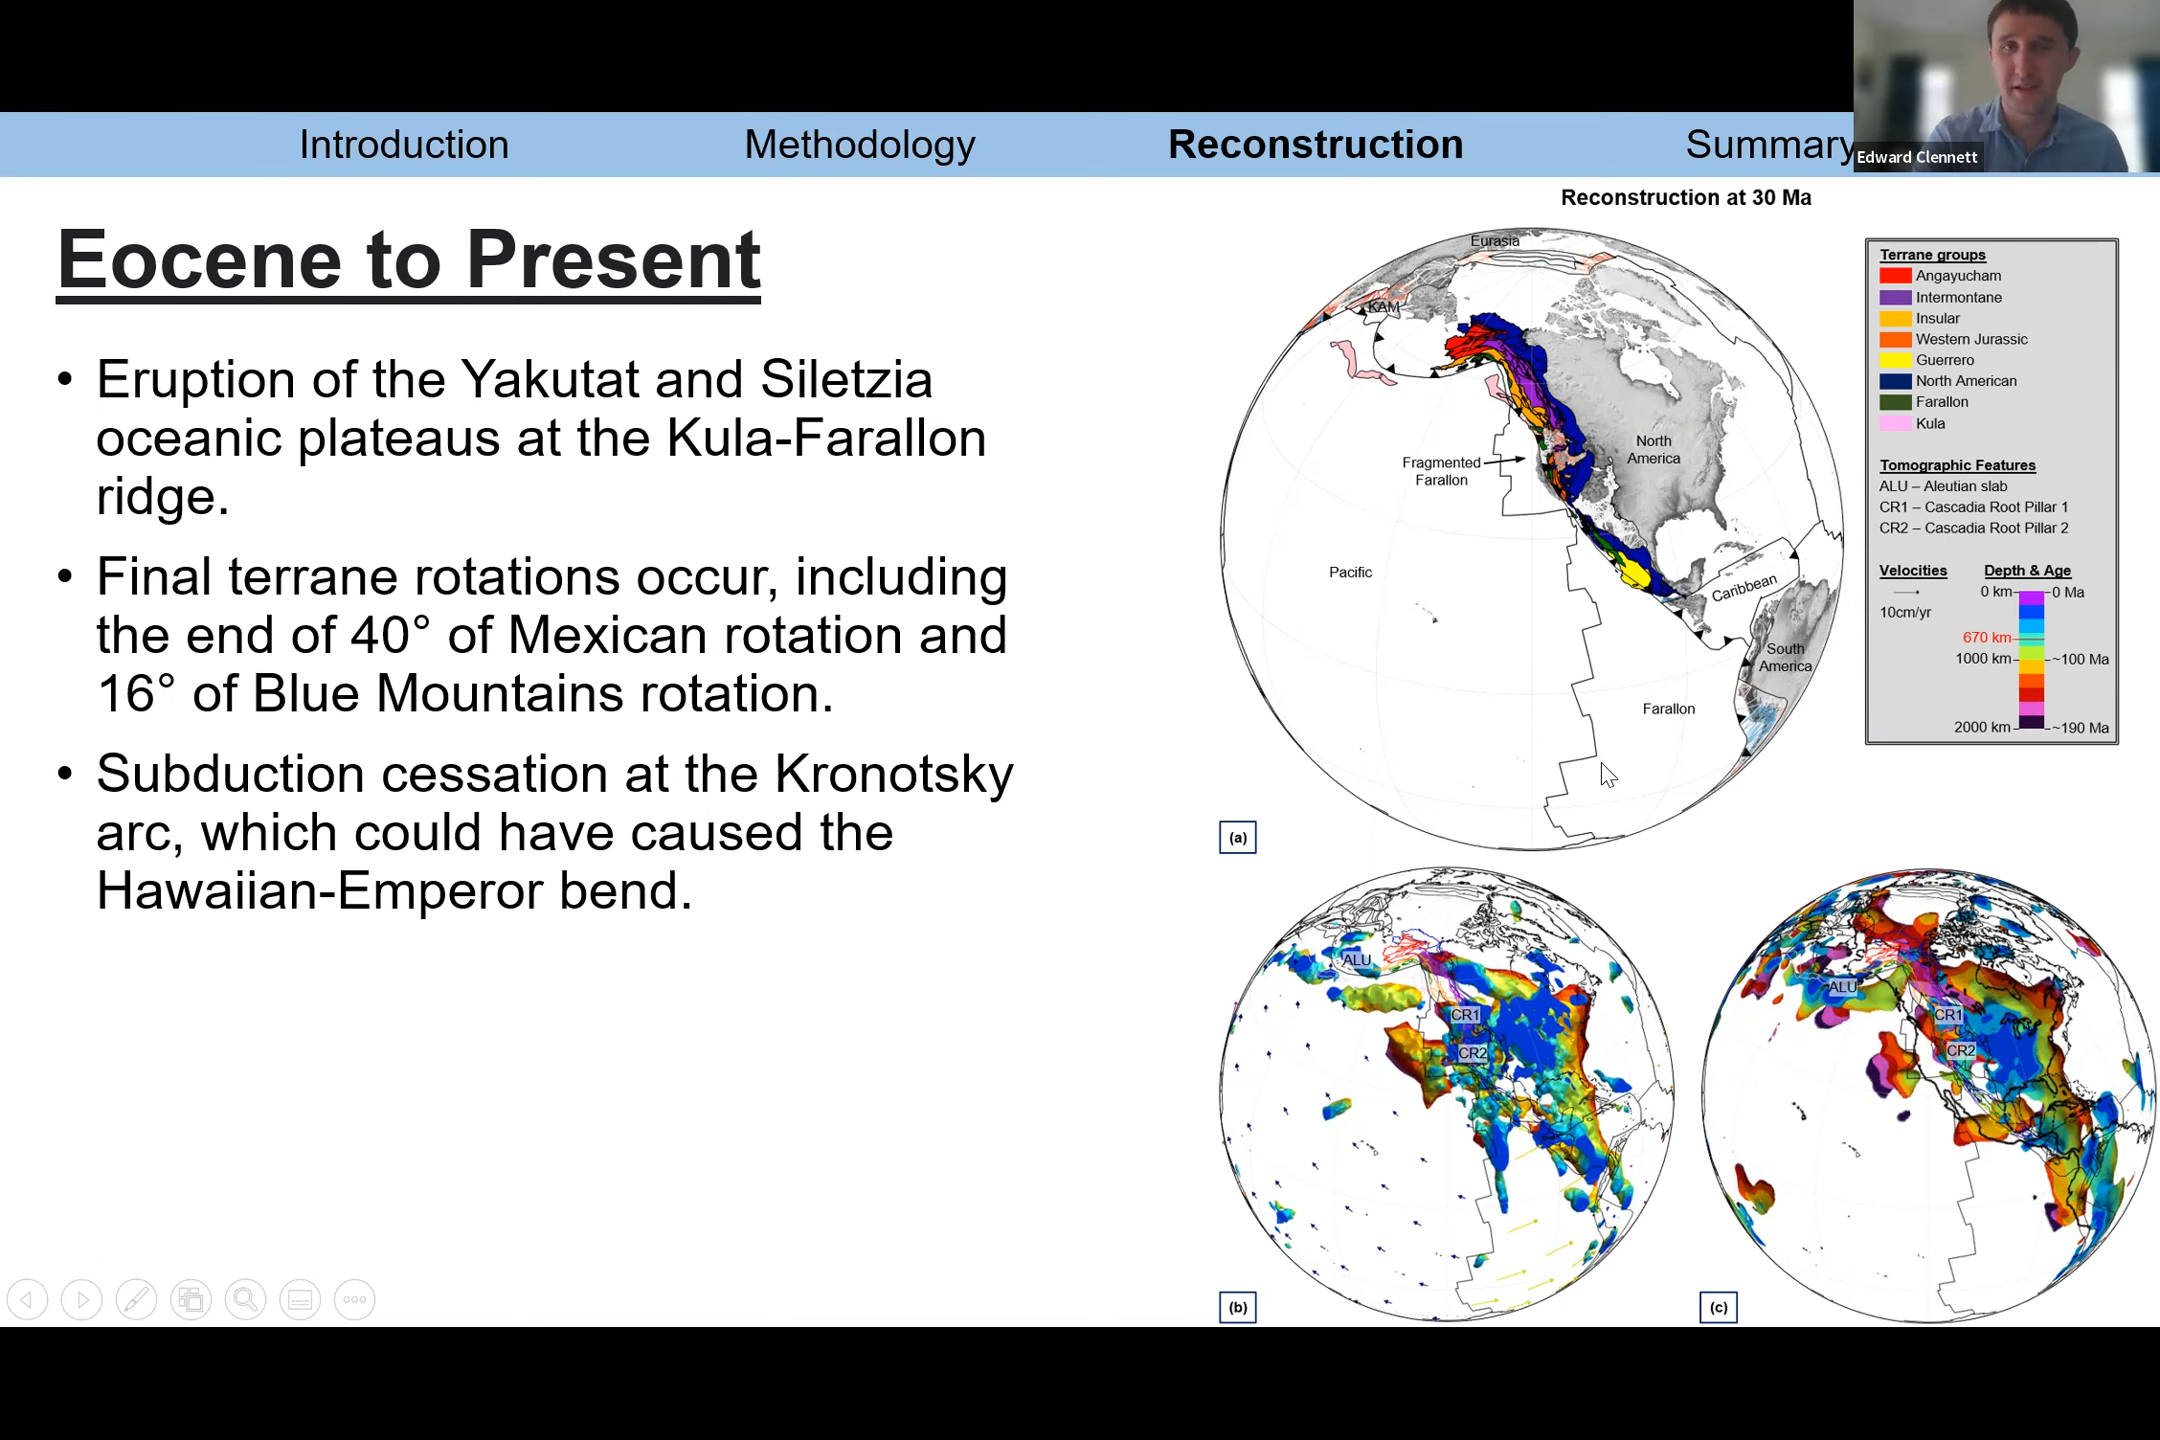 Introduction
Methodology
Reconstruction
Summary
Edward Clennett
Eocene to Present
• Eruption of the Yakutat and Siletzia
oceanic plateaus at the Kula-Farallon
ridge.
• Final terrane rotations occur, including
the end of 40° of Mexican rotation and
16° of Blue Mountains rotation.
• Subduction cessation at the Kronotsky
arc, which could have caused the
Hawaiian-Emperor bend.
Reconstruction at 30 Ma
Eurasia
KAM
North
America
Fragmented
Farallon
Pacific
Caribbean
South
America
Farallon
(a)
Terrane groups
Angayucham
Intermontane
Insular
Western Jurassic
Guerrero
North American
Farallon
Kula
Tomographic Features
ALU – Aleutian slab
CR1 – Cascadia Root Pillar 1
CR2 – Cascadia Root Pillar 2
Velocities
10cm/yr
Depth & Age
0 km 0 Ma
670 km
1000 km ~100 Ma
2000 km ~190 Ma
ALU
CR1
CR2
(b)
ALU
CR1
CR2
(c)